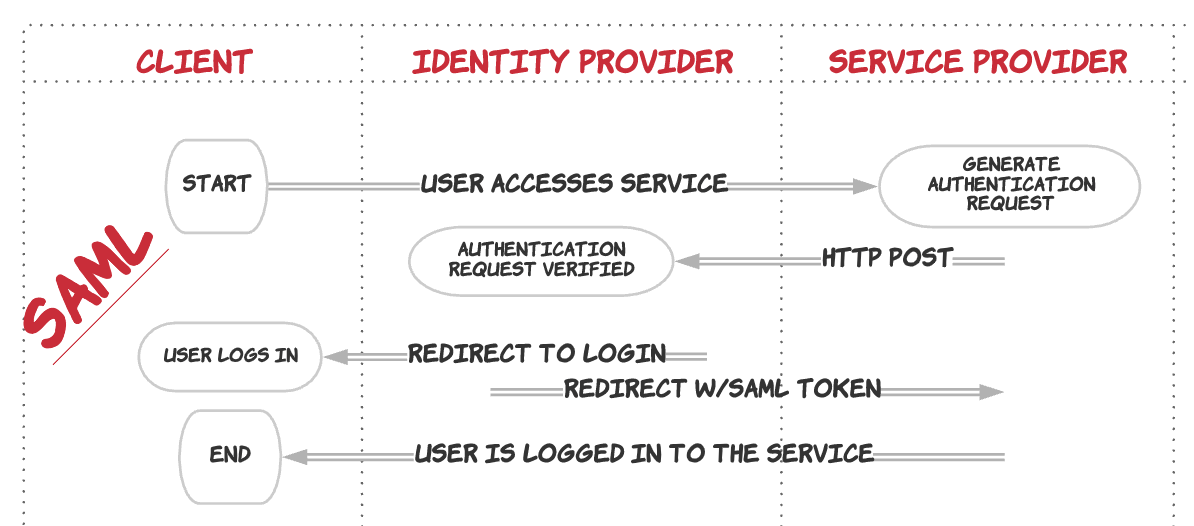 CLIENT
IDENTITY PROVIDER
SERVICE PROVIDER
START
USER ACCESSES SERVICE
GENERATE
AUTHENTICATION
REQUEST
SAML
AUTHENTICATION
REQUEST VERIFIED
HTTP POST
USER LOGS IN
REDIRECT TO LOGIN
REDIRECT W/SAML TOKEN
END
USER IS LOGGED IN TO THE SERVICE